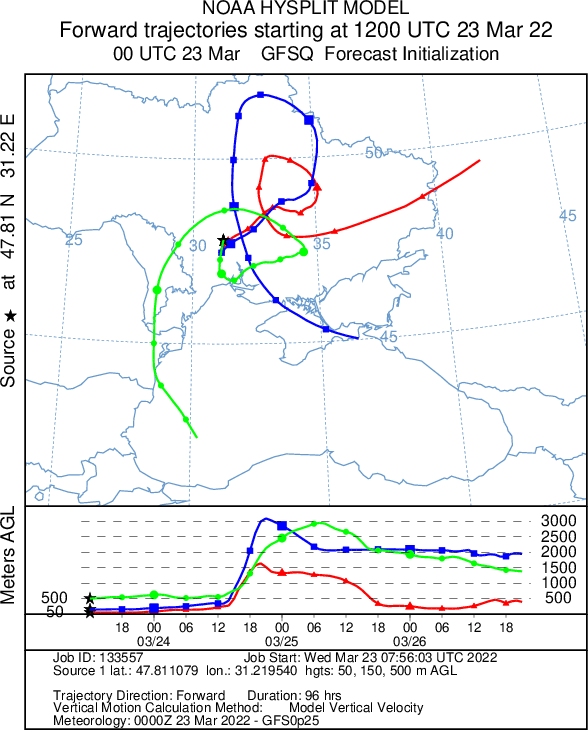 NOAA HYSPLIT MODEL
Forward trajectories starting at 1200 UTC 23 Mar 22
00 UTC 23 Mar GFSQ Forecast Initialization
Source ★ at 47.81 N 31.22 E
50
25
30
35
40
45
Meters AGL
3000
2500
2000
1500
1000
500
500
50
18 00 06 12 18 00 06 12 18 00 06 12 18
03/24 03/25 03/26
Job ID: 133557 Job Start: Wed Mar 23 07:56:03 UTC 2022
Source 1 lat.: 47.811079 lon.: 31.219540 hgts: 50, 150, 500 m AGL
Trajectory Direction: Forward Duration: 96 hrs
Vertical Motion Calculation Method: Model Vertical Velocity
Meteorology: 0000Z 23 Mar 2022 - GFS0p25